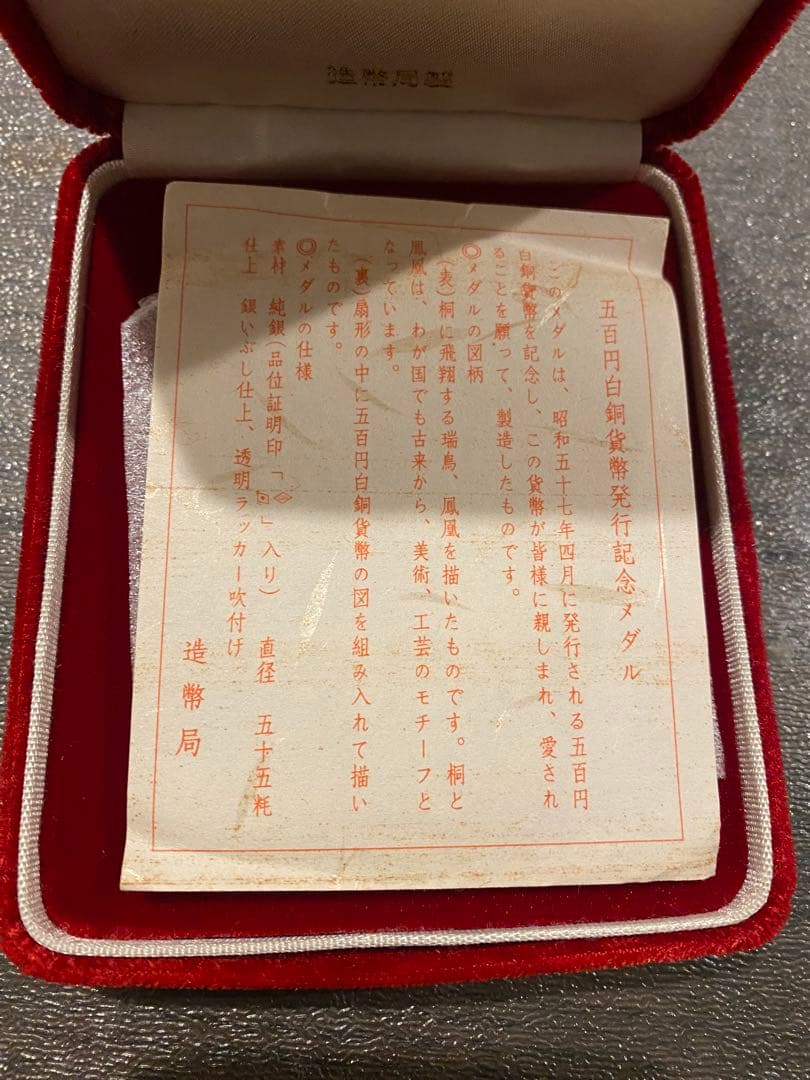 造幣局製
五百円白銅貨幣発行記念メダル
このメダルは、昭和五十七年四月に発行される五百円
白銅貨幣を記念し、この貨幣が皆様に親しまれ、愛され
ることを願って、製造したものです。
◎メダルの図柄
(表)桐に飛翔する瑞鳥、鳳凰を描いたものです。桐と
鳳凰は、わが国でも古来から、美術、工芸のモチーフと
なっています。
(裏)扇形の中に五百円白銅貨幣の図を組み入れて描い
たものです。
◎メダルの仕様
素材 純銀(品位証明印「」入り) 直径 五十五粍
仕上 銀いぶし仕上、透明ラッカー吹付け
造幣局